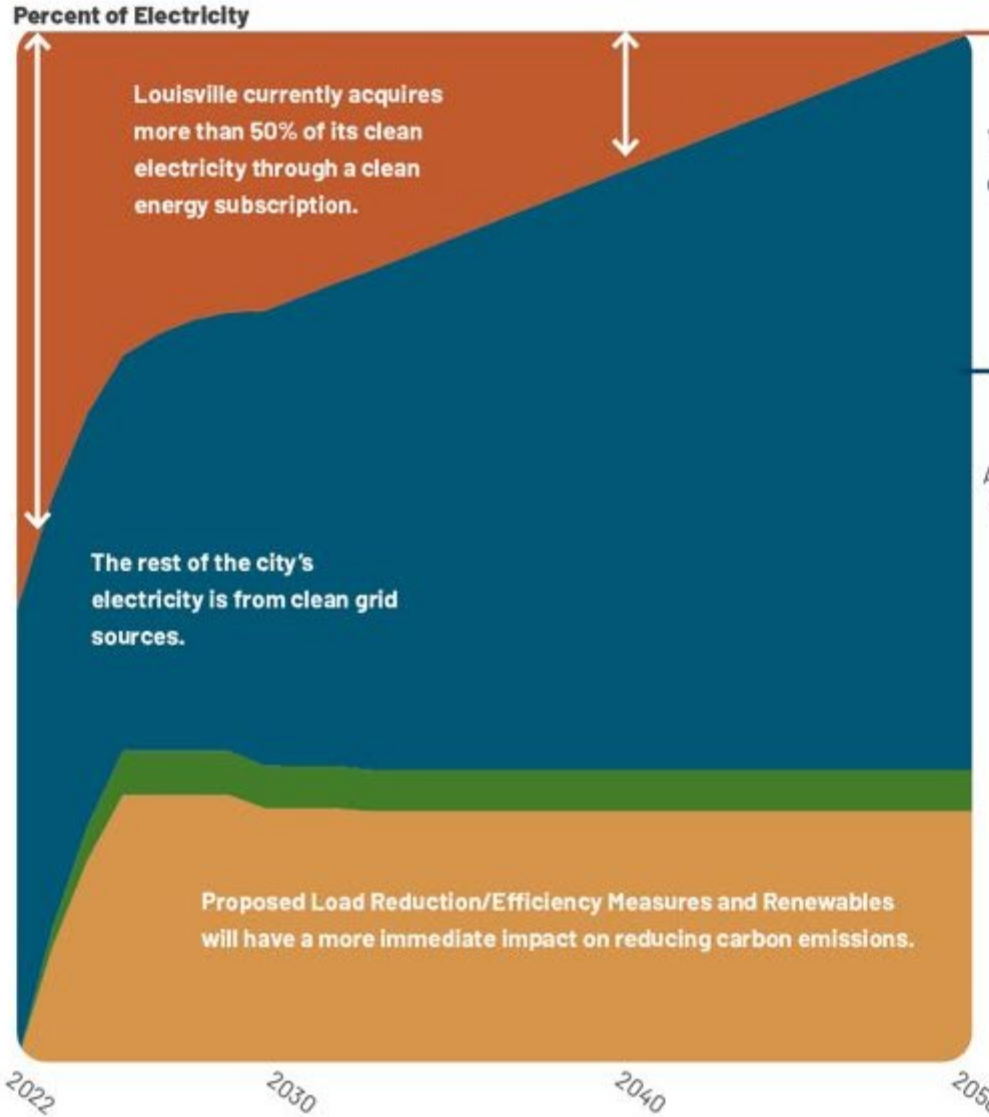 Percent of Electricity
Louisville currently acquires
more than 50% of its clean
electricity through a clean
energy subscription.
The rest of the city's
electricity is from clean grid
sources.
Proposed Load Reduction/Efficiency Measures and Renewables
will have a more immediate impact on reducing carbon emissions.
2022
2030
2040
2050